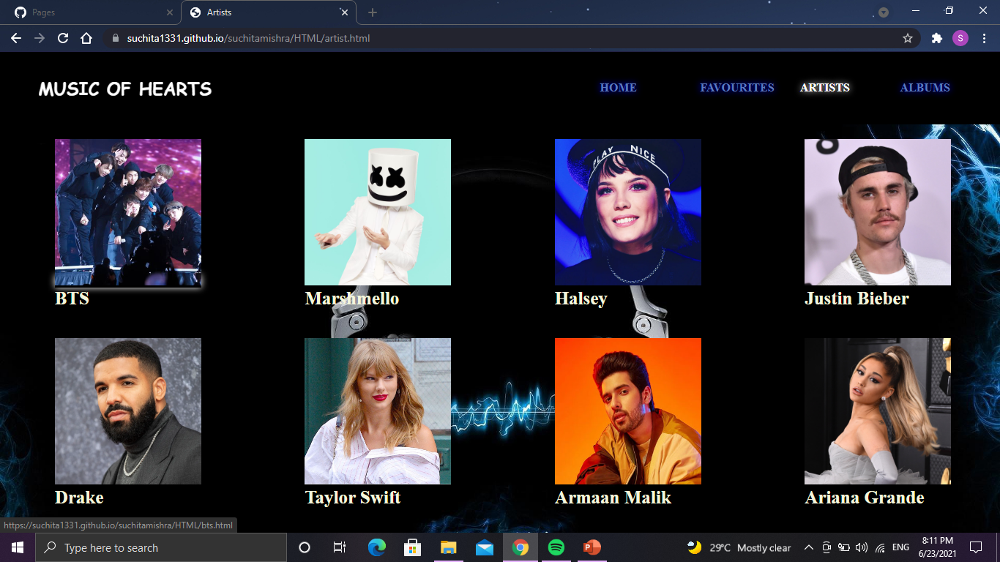 Pages
Artists
suchita1331.github.io/suchitamishra/HTML/artist.html
S
MUSIC OF HEARTS
HOME FAVOURITES ARTISTS ALBUMS
PLAY NICE
BTS Marshmello Halsey Justin Bieber
Drake Taylor Swift Armaan Malik Ariana Grande
https://suchita1331.github.io/suchitamishra/HTML/bts.html
Type here to search
P
29°C Mostly clear
ENG
8:11 PM
6/23/2021